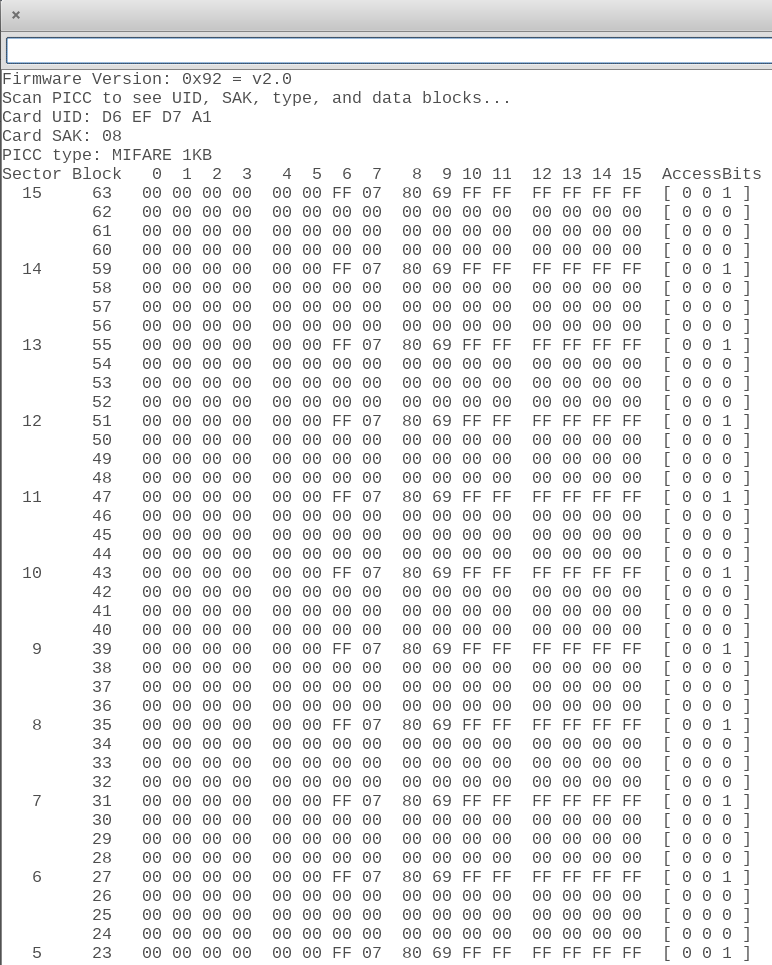 ×
Firmware Version: 0x92 = v2.0
Scan PICC to see UID, SAK, type, and data blocks...
Card UID: D6 EF D7 A1
Card SAK: 08
PICC type: MIFARE 1KB
Sector Block   0  1  2  3   4  5  6  7   8  9 10 11  12 13 14 15  AccessBits
  15     63   00 00 00 00  00 00 FF 07  80 69 FF FF  FF FF FF FF  [ 0 0 1 ]
         62   00 00 00 00  00 00 00 00  00 00 00 00  00 00 00 00  [ 0 0 0 ]
         61   00 00 00 00  00 00 00 00  00 00 00 00  00 00 00 00  [ 0 0 0 ]
         60   00 00 00 00  00 00 00 00  00 00 00 00  00 00 00 00  [ 0 0 0 ]
  14     59   00 00 00 00  00 00 FF 07  80 69 FF FF  FF FF FF FF  [ 0 0 1 ]
         58   00 00 00 00  00 00 00 00  00 00 00 00  00 00 00 00  [ 0 0 0 ]
         57   00 00 00 00  00 00 00 00  00 00 00 00  00 00 00 00  [ 0 0 0 ]
         56   00 00 00 00  00 00 00 00  00 00 00 00  00 00 00 00  [ 0 0 0 ]
  13     55   00 00 00 00  00 00 FF 07  80 69 FF FF  FF FF FF FF  [ 0 0 1 ]
         54   00 00 00 00  00 00 00 00  00 00 00 00  00 00 00 00  [ 0 0 0 ]
         53   00 00 00 00  00 00 00 00  00 00 00 00  00 00 00 00  [ 0 0 0 ]
         52   00 00 00 00  00 00 00 00  00 00 00 00  00 00 00 00  [ 0 0 0 ]
  12     51   00 00 00 00  00 00 FF 07  80 69 FF FF  FF FF FF FF  [ 0 0 1 ]
         50   00 00 00 00  00 00 00 00  00 00 00 00  00 00 00 00  [ 0 0 0 ]
         49   00 00 00 00  00 00 00 00  00 00 00 00  00 00 00 00  [ 0 0 0 ]
         48   00 00 00 00  00 00 00 00  00 00 00 00  00 00 00 00  [ 0 0 0 ]
  11     47   00 00 00 00  00 00 FF 07  80 69 FF FF  FF FF FF FF  [ 0 0 1 ]
         46   00 00 00 00  00 00 00 00  00 00 00 00  00 00 00 00  [ 0 0 0 ]
         45   00 00 00 00  00 00 00 00  00 00 00 00  00 00 00 00  [ 0 0 0 ]
         44   00 00 00 00  00 00 00 00  00 00 00 00  00 00 00 00  [ 0 0 0 ]
  10     43   00 00 00 00  00 00 FF 07  80 69 FF FF  FF FF FF FF  [ 0 0 1 ]
         42   00 00 00 00  00 00 00 00  00 00 00 00  00 00 00 00  [ 0 0 0 ]
         41   00 00 00 00  00 00 00 00  00 00 00 00  00 00 00 00  [ 0 0 0 ]
         40   00 00 00 00  00 00 00 00  00 00 00 00  00 00 00 00  [ 0 0 0 ]
   9     39   00 00 00 00  00 00 FF 07  80 69 FF FF  FF FF FF FF  [ 0 0 1 ]
         38   00 00 00 00  00 00 00 00  00 00 00 00  00 00 00 00  [ 0 0 0 ]
         37   00 00 00 00  00 00 00 00  00 00 00 00  00 00 00 00  [ 0 0 0 ]
         36   00 00 00 00  00 00 00 00  00 00 00 00  00 00 00 00  [ 0 0 0 ]
   8     35   00 00 00 00  00 00 FF 07  80 69 FF FF  FF FF FF FF  [ 0 0 1 ]
         34   00 00 00 00  00 00 00 00  00 00 00 00  00 00 00 00  [ 0 0 0 ]
         33   00 00 00 00  00 00 00 00  00 00 00 00  00 00 00 00  [ 0 0 0 ]
         32   00 00 00 00  00 00 00 00  00 00 00 00  00 00 00 00  [ 0 0 0 ]
   7     31   00 00 00 00  00 00 FF 07  80 69 FF FF  FF FF FF FF  [ 0 0 1 ]
         30   00 00 00 00  00 00 00 00  00 00 00 00  00 00 00 00  [ 0 0 0 ]
         29   00 00 00 00  00 00 00 00  00 00 00 00  00 00 00 00  [ 0 0 0 ]
         28   00 00 00 00  00 00 00 00  00 00 00 00  00 00 00 00  [ 0 0 0 ]
   6     27   00 00 00 00  00 00 FF 07  80 69 FF FF  FF FF FF FF  [ 0 0 1 ]
         26   00 00 00 00  00 00 00 00  00 00 00 00  00 00 00 00  [ 0 0 0 ]
         25   00 00 00 00  00 00 00 00  00 00 00 00  00 00 00 00  [ 0 0 0 ]
         24   00 00 00 00  00 00 00 00  00 00 00 00  00 00 00 00  [ 0 0 0 ]
   5     23   00 00 00 00  00 00 FF 07  80 69 FF FF  FF FF FF FF  [ 0 0 1 ]